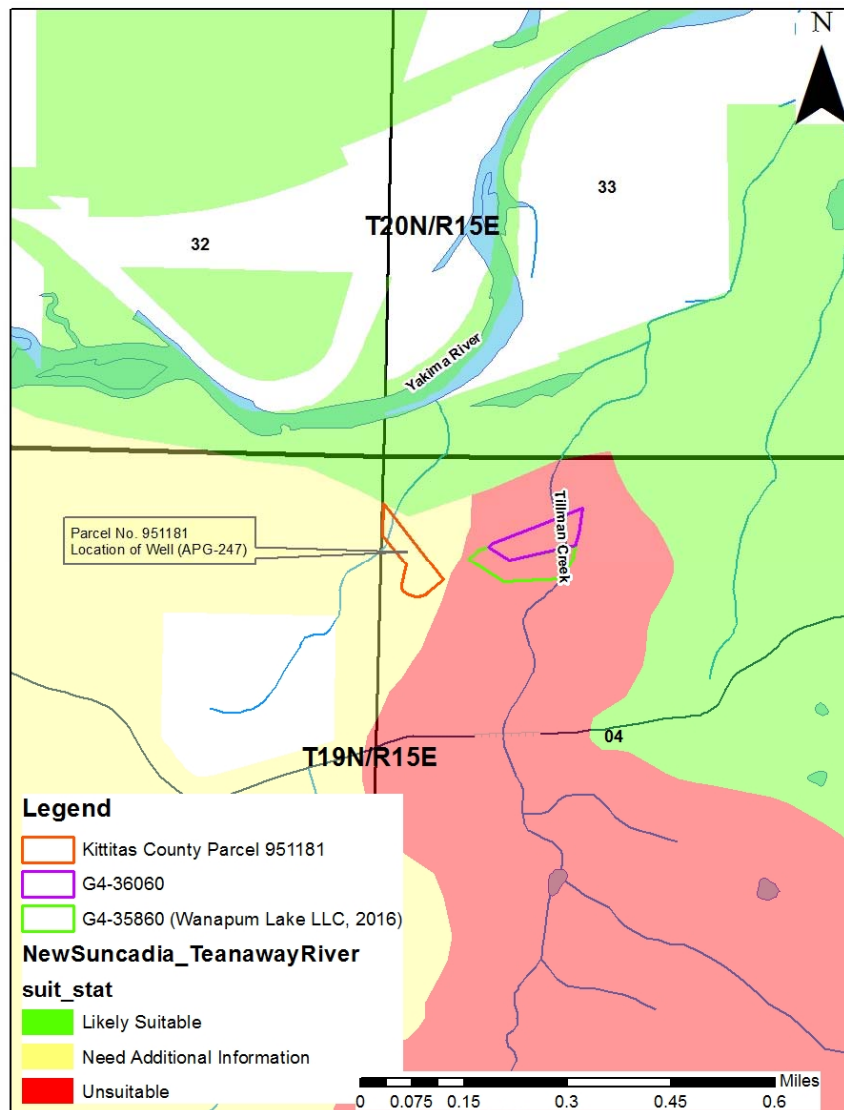 N
33
T20N/R15E
32
Yakima River
Tillman Creek
Parcel No. 951181
Location of Well (APG-247)
04
T19N/R15E
Legend
Kittitas County Parcel 951181
G4-36060
G4-35860 (Wanapum Lake LLC, 2016)
NewSuncadia_TeanawayRiver
suit_stat
Likely Suitable
Need Additional Information
Unsuitable
Miles
0 0.075 0.15 0.3 0.45 0.6